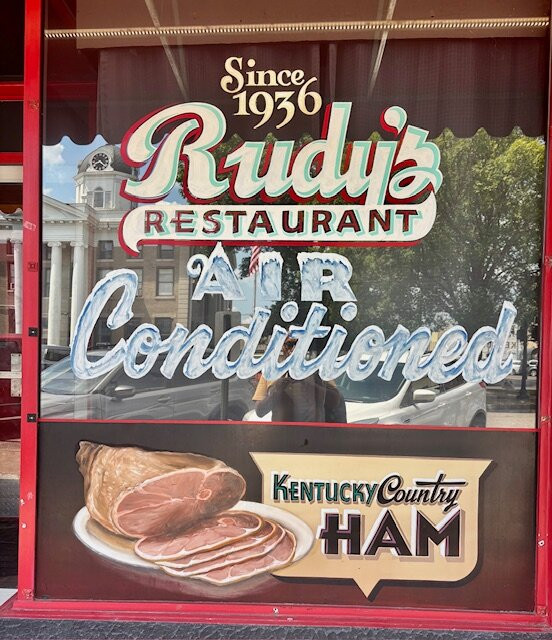 Since
1936
Rudy's
RESTAURANT
AIR
Conditioned
KENTUCKY Country
HAM